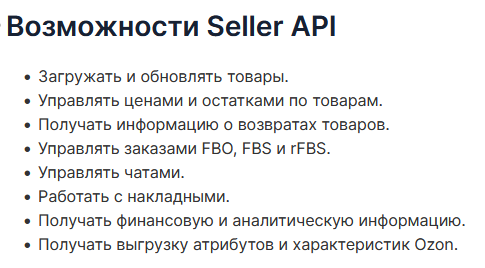 Возможности Seller API
• Загружать и обновлять товары.
• Управлять ценами и остатками по товарам.
• Получать информацию о возвратах товаров.
• Управлять заказами FBO, FBS и rFBS.
• Управлять чатами.
• Работать с накладными.
• Получать финансовую и аналитическую информацию.
• Получать выгрузку атрибутов и характеристик Ozon.